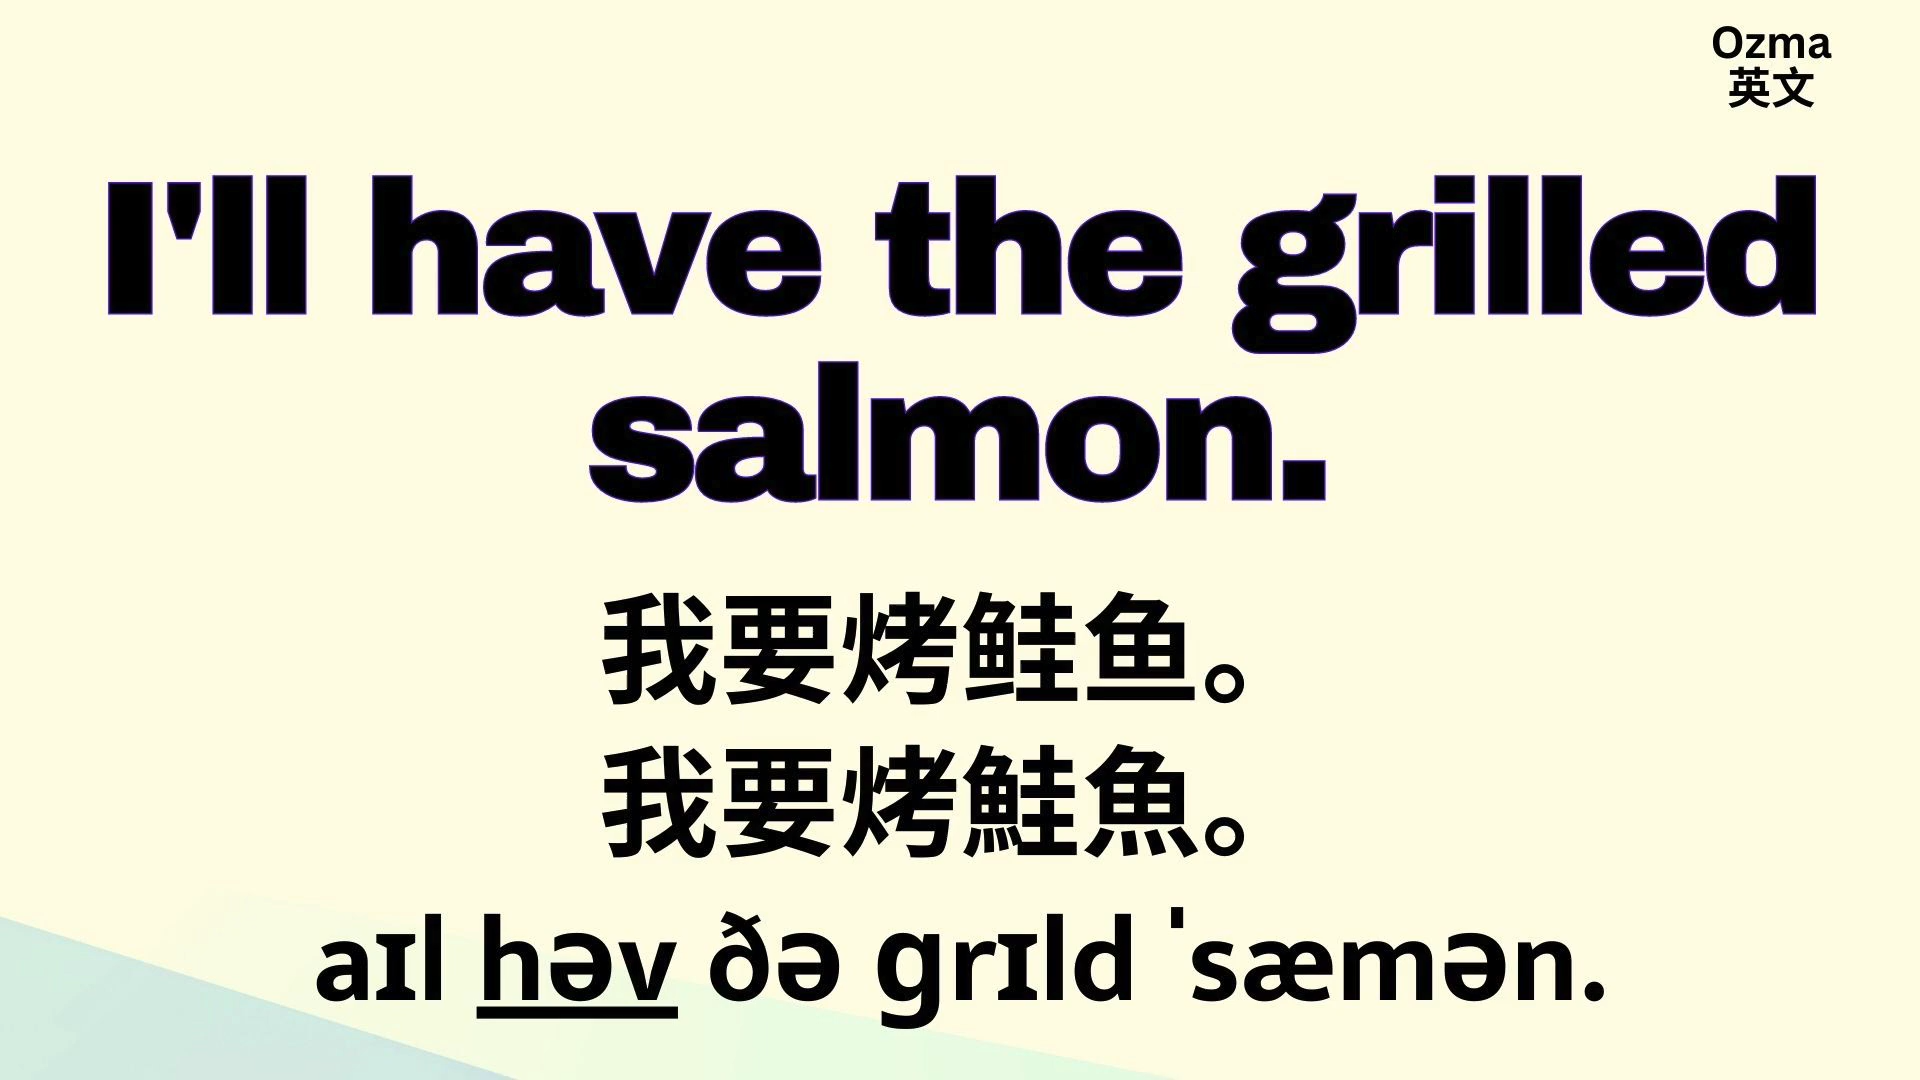 Ozma
英文
I'll have the grilled
salmon.
我要烤鲑鱼。
我要烤鮭魚。
aɪl həv ðə grɪld ˈsæmən.